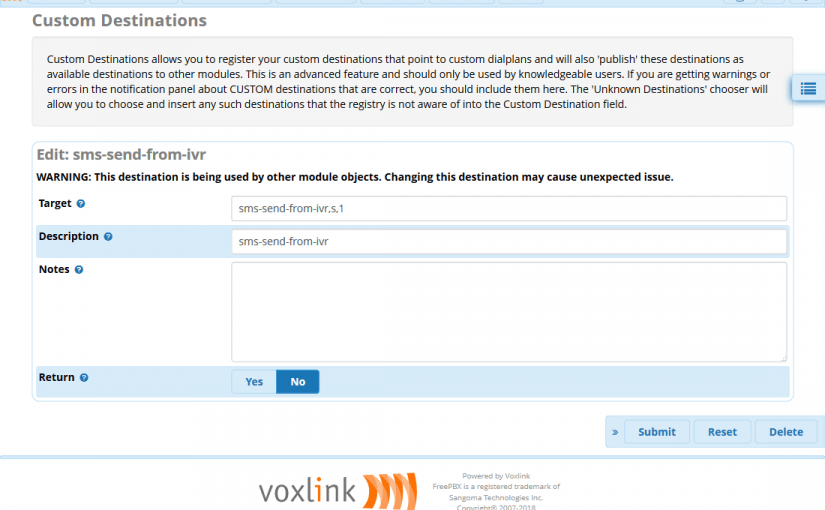 Custom Destinations
Custom Destinations allows you to register your custom destinations that point to custom dialplans and will also 'publish' these destinations as
available destinations to other modules. This is an advanced feature and should only be used by knowledgeable users. If you are getting warnings or
errors in the notification panel about CUSTOM destinations that are correct, you should include them here. The 'Unknown Destinations' chooser will
allow you to choose and insert any such destinations that the registry is not aware of into the Custom Destination field.
Edit: sms-send-from-ivr
WARNING: This destination is being used by other module objects. Changing this destination may cause unexpected issue.
Target
sms-send-from-ivr,s,1
Description
sms-send-from-ivr
Notes
Return
Yes No
» Submit Reset Delete
voxlink
Powered by Voxlink
FreePBX is a registered trademark of
Sangoma Technologies Inc.
Copyright© 2007-2018